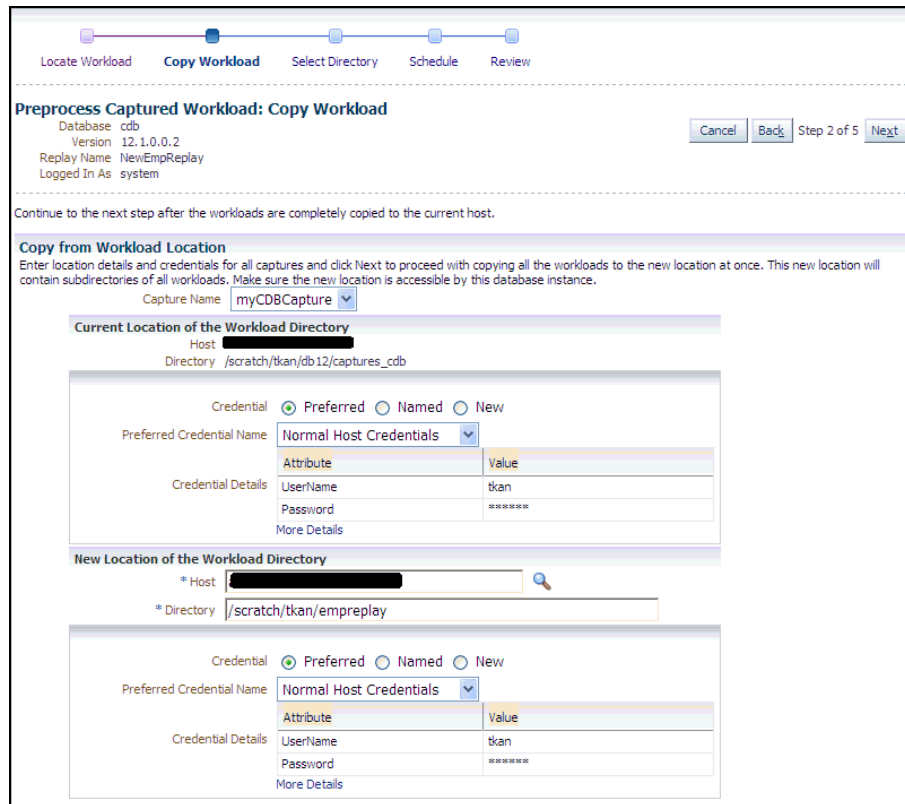 Locate Workload Copy Workload Select Directory Schedule Review
Preprocess Captured Workload: Copy Workload
Database cdb
Version 12.1.0.0.2
Replay Name NewEmpReplay
Logged In As system
Cancel Back Step 2 of 5 Next
Continue to the next step after the workloads are completely copied to the current host.
Copy from Workload Location
Enter location details and credentials for all captures and click Next to proceed with copying all the workloads to the new location at once. This new location will
contain subdirectories of all workloads. Make sure the new location is accessible by this database instance.
Capture Name myCDBCapture
Current Location of the Workload Directory
Host
Directory /scratch/tkan/db12/captures_cdb
Credential Preferred Named New
Preferred Credential Name Normal Host Credentials
Attribute Value
Credential Details UserName tkan
Password ******
More Details
New Location of the Workload Directory
* Host
* Directory /scratch/tkan/empreplay
Credential Preferred Named New
Preferred Credential Name Normal Host Credentials
Attribute Value
Credential Details UserName tkan
Password ******
More Details